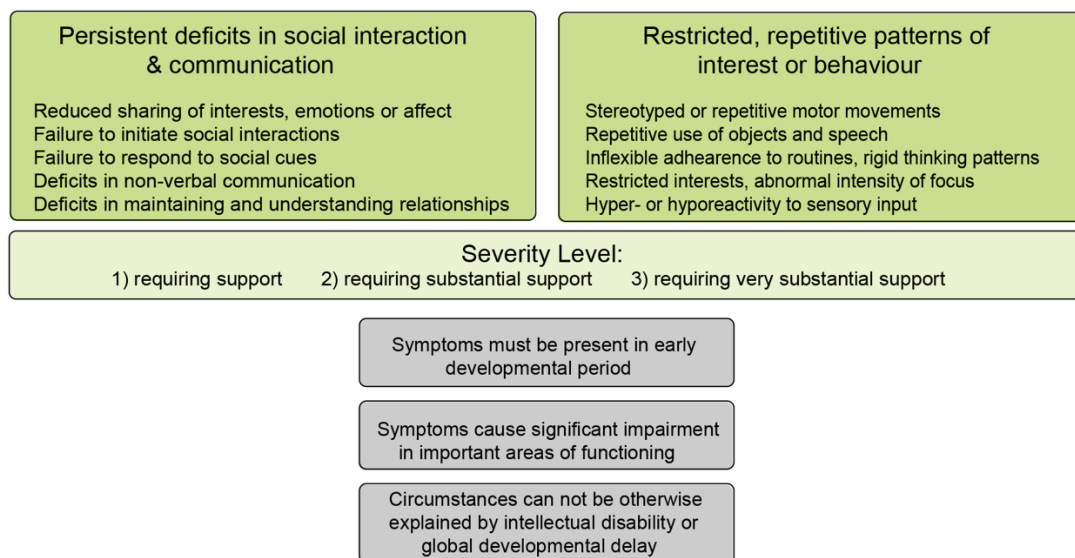 Persistent deficits in social interaction
& communication
Reduced sharing of interests, emotions or affect
Failure to initiate social interactions
Failure to respond to social cues
Deficits in non-verbal communication
Deficits in maintaining and understanding relationships
Restricted, repetitive patterns of
interest or behaviour
Stereotyped or repetitive motor movements
Repetitive use of objects and speech
Inflexible adhearence to routines, rigid thinking patterns
Restricted interests, abnormal intensity of focus
Hyper- or hyporeactivity to sensory input
Severity Level:
1) requiring support 2) requiring substantial support 3) requiring very substantial support
Symptoms must be present in early
developmental period
Symptoms cause significant impairment
in important areas of functioning
Circumstances can not be otherwise
explained by intellectual disability or
global developmental delay